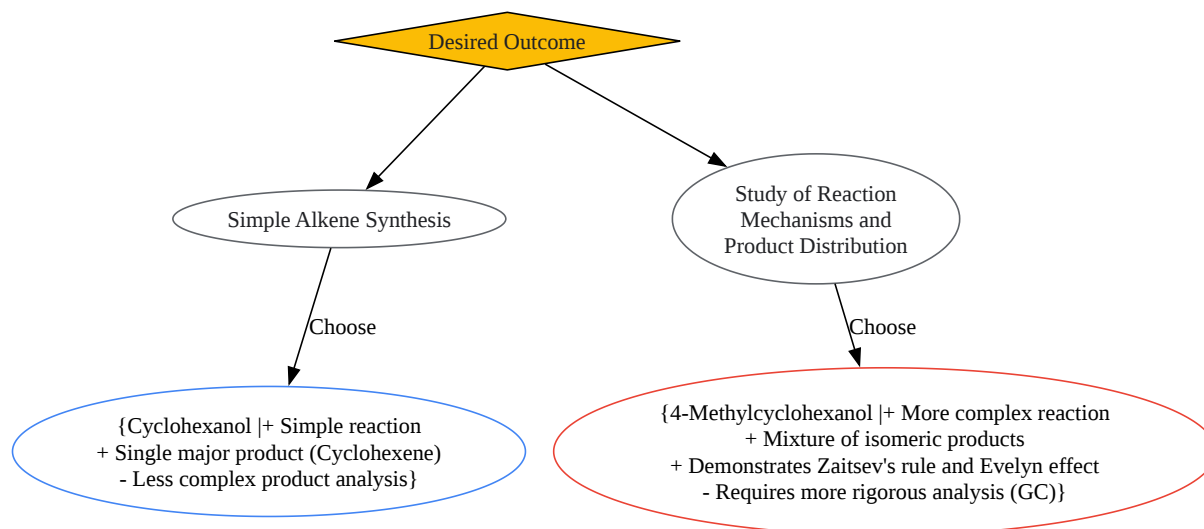 Desired Outcome
Simple Alkene Synthesis
Study of Reaction
Mechanisms and
Product Distribution
Choose
Choose
{Cyclohexanol |+ Simple reaction
+ Single major product (Cyclohexene)
- Less complex product analysis}
{4-Methylcyclohexanol |+ More complex reaction
+ Mixture of isomeric products
+ Demonstrates Zaitsev's rule and Evelyn effect
- Requires more rigorous analysis (GC)}